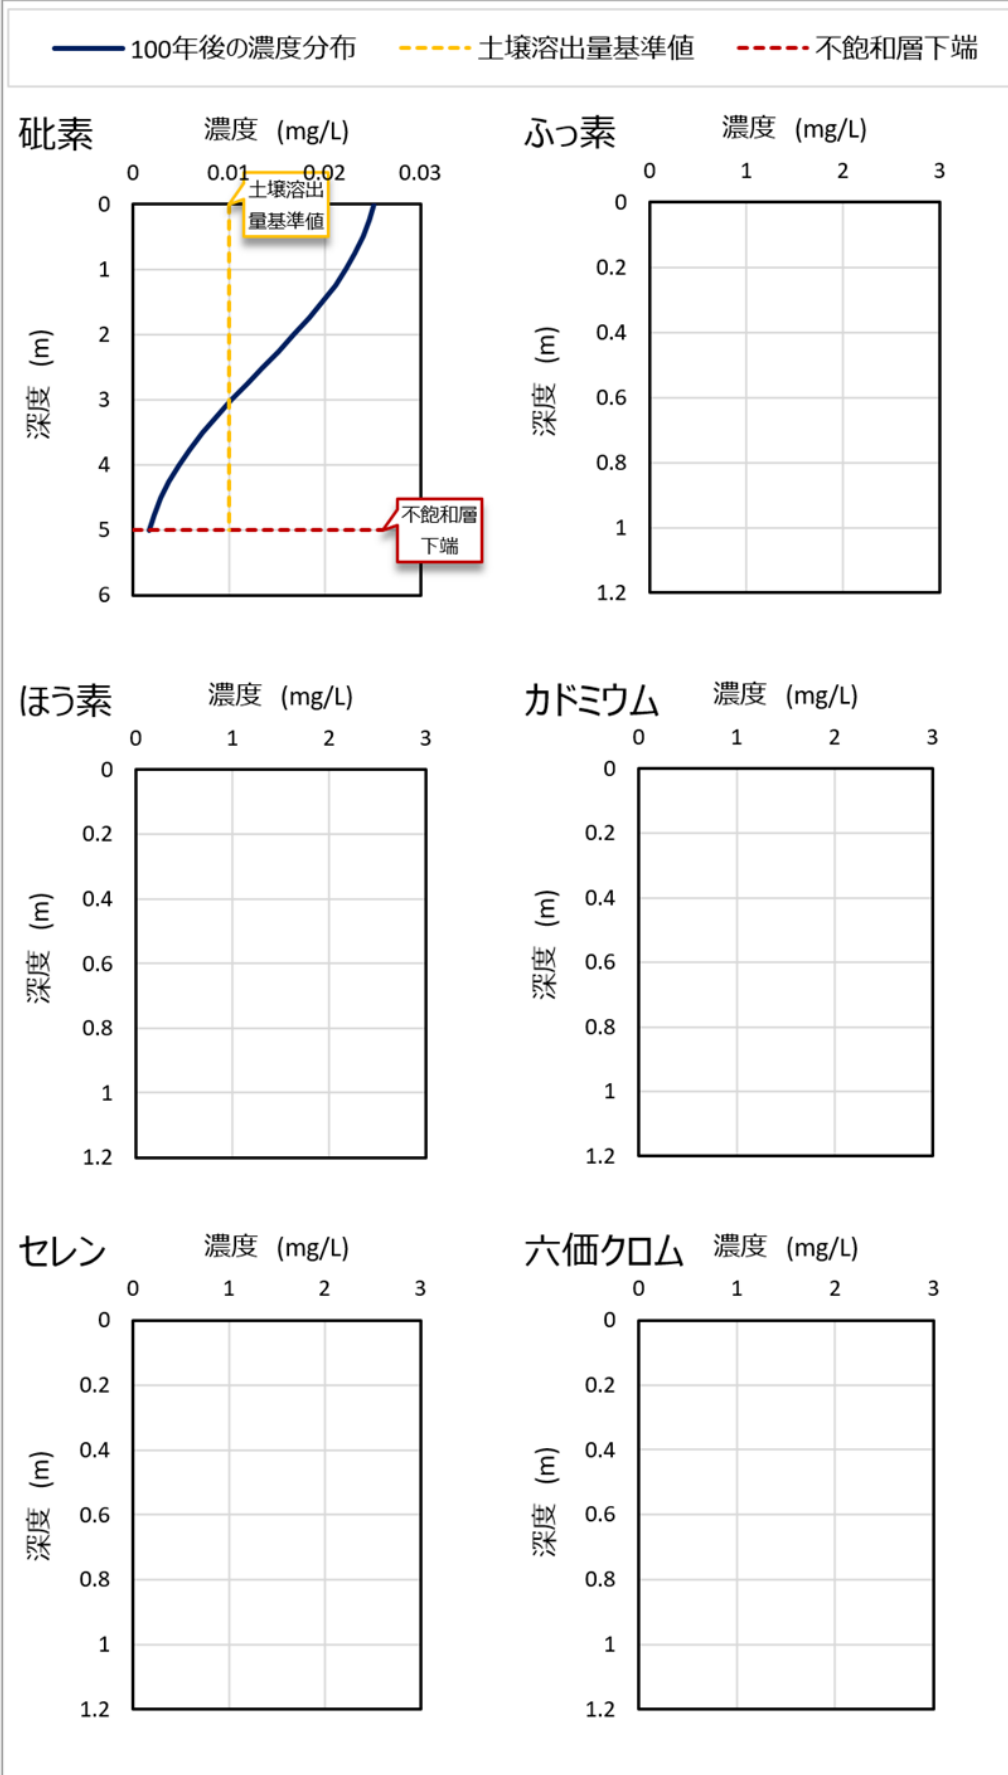 100年後の濃度分布 土壌溶出量基準値 不飽和層下端
砒素 濃度 (mg/L)
0 0.01 0.02 0.03
土壌溶出
量基準値
0
1
2
3
4
5
6
深度 (m)
不飽和層
下端
ふっ素 濃度 (mg/L)
0 1 2 3
0
0.2
0.4
0.6
0.8
1
1.2
深度 (m)
ほう素 濃度 (mg/L)
0 1 2 3
0
0.2
0.4
0.6
0.8
1
1.2
深度 (m)
カドミウム 濃度 (mg/L)
0 1 2 3
0
0.2
0.4
0.6
0.8
1
1.2
深度 (m)
セレン 濃度 (mg/L)
0 1 2 3
0
0.2
0.4
0.6
0.8
1
1.2
深度 (m)
六価クロム 濃度 (mg/L)
0 1 2 3
0
0.2
0.4
0.6
0.8
1
1.2
深度 (m)